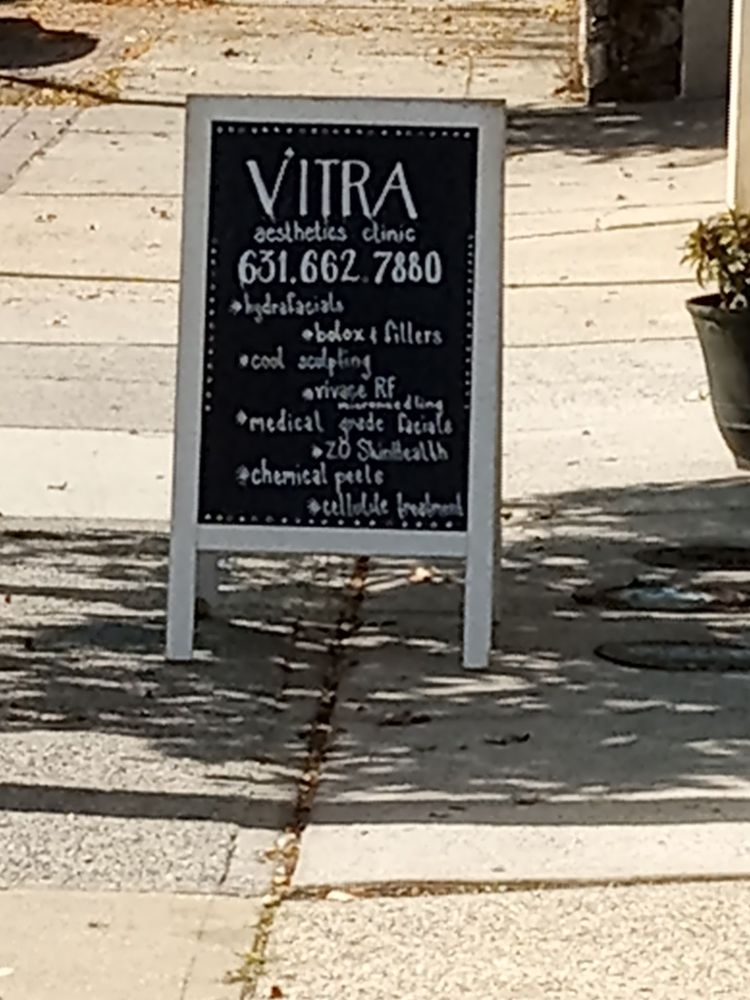 VITRA
aesthetics clinic
631.662.7880
*hydrafacials
*botox & fillers
*cool sculpting
*vivace RF
microneedling
*medical grade facials
*ZO SkinHealth
*chemical peels
*cellulite treatment